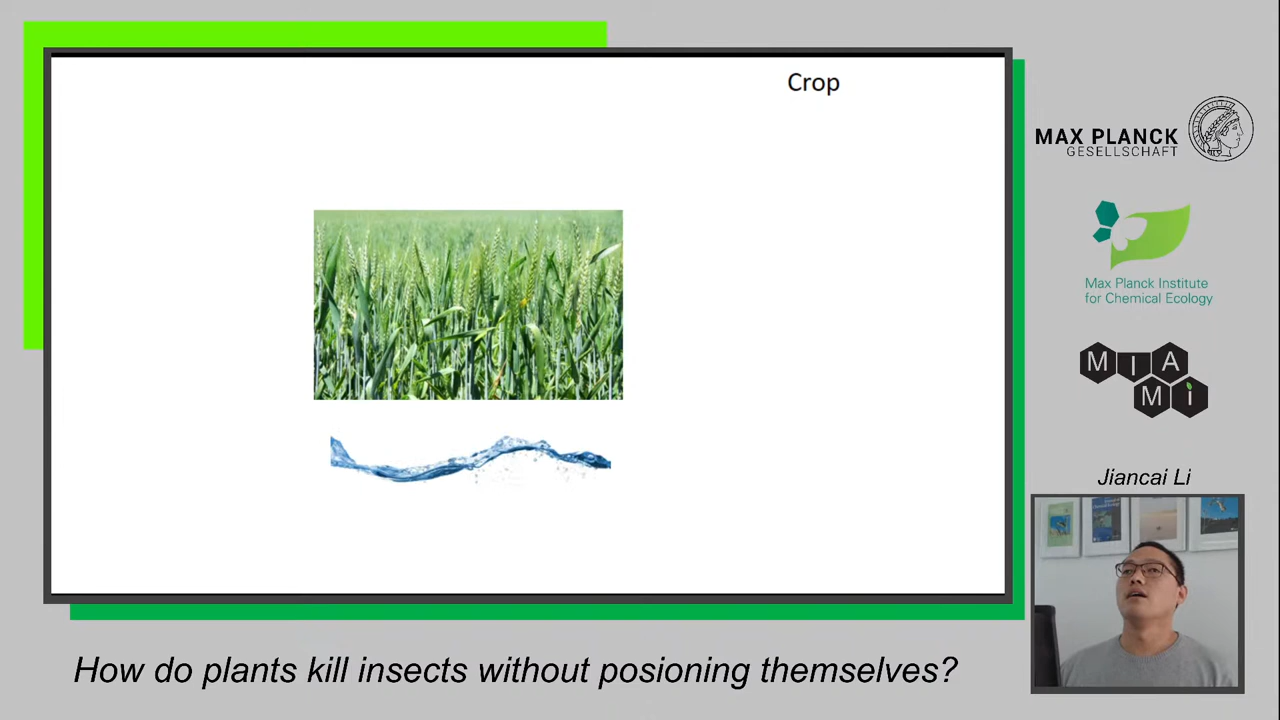 Crop
MAX PLANCK
GESELLSCHAFT
Max Planck Institute
for Chemical Ecology
M I A
M i
Jiancai Li
How do plants kill insects without posioning themselves?